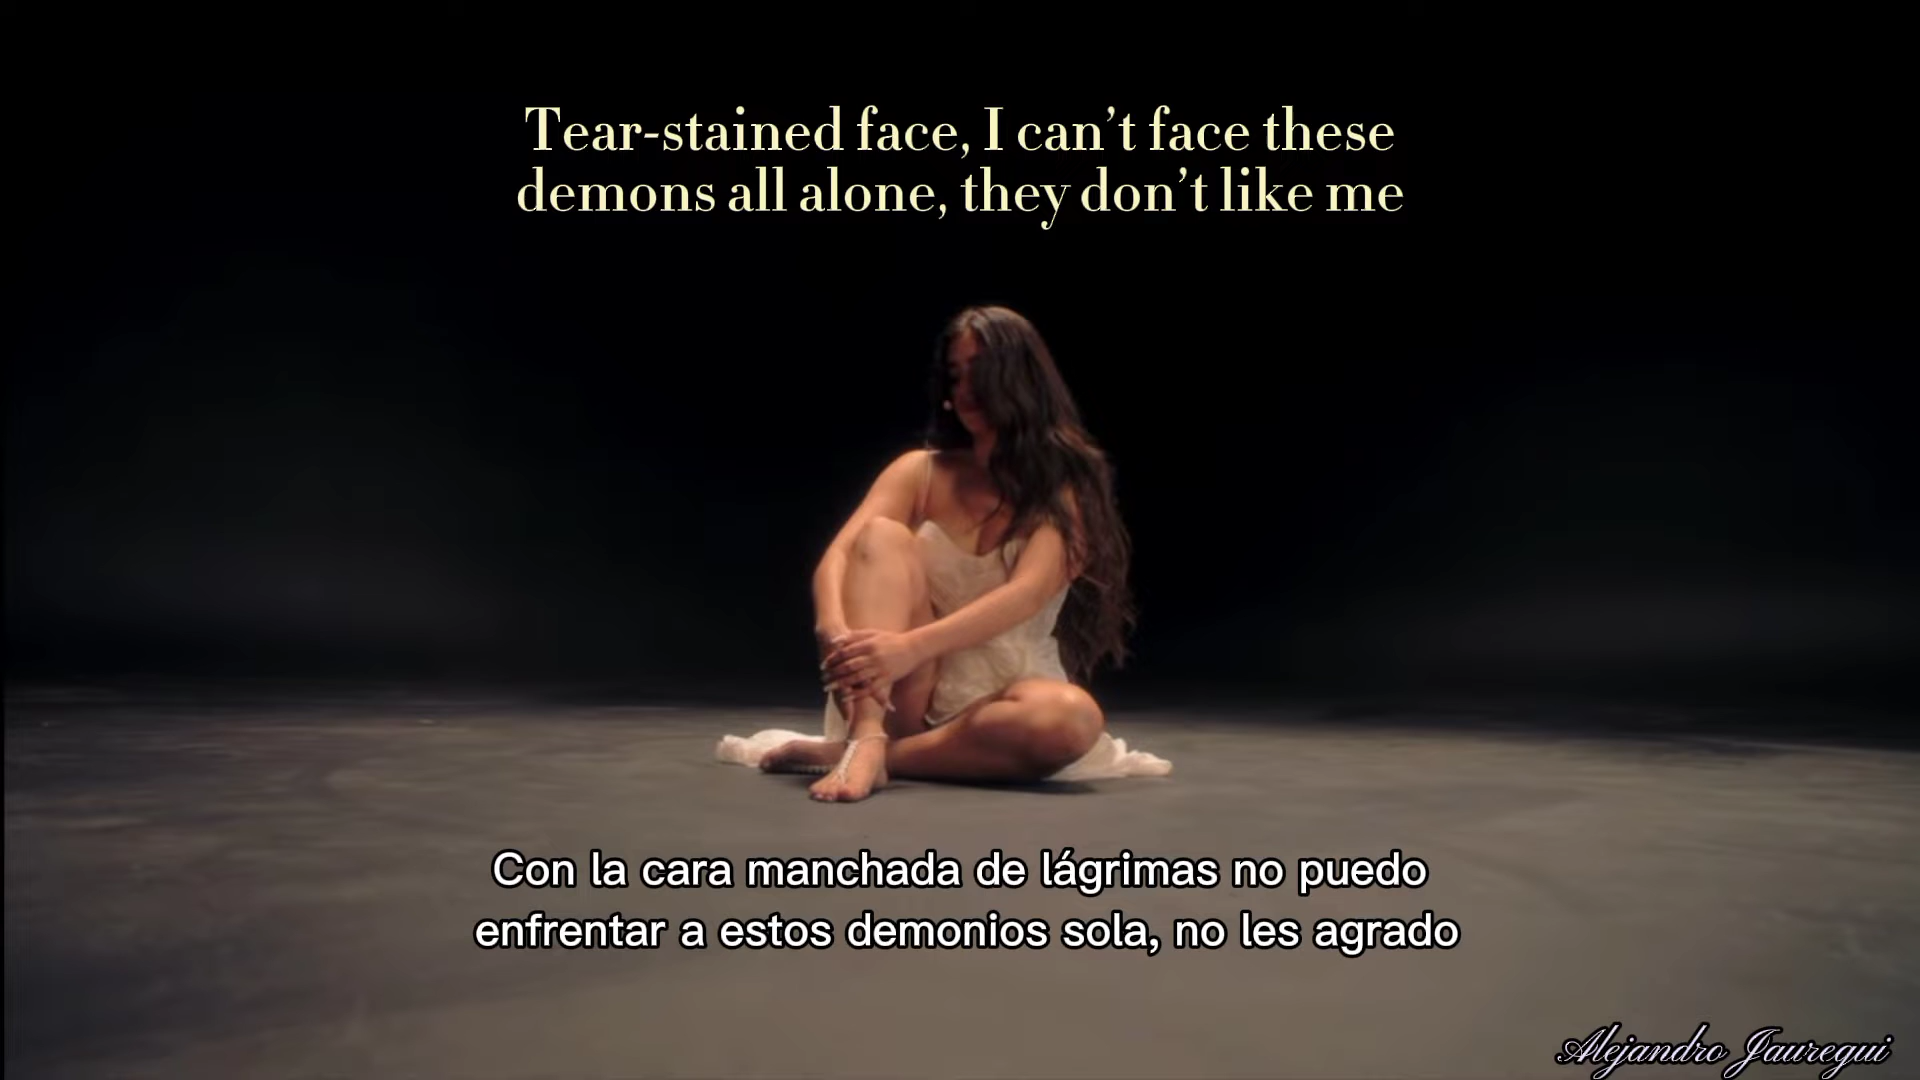 Tear-stained face, I can’t face these
demons all alone, they don’t like me
Con la cara manchada de lágrimas no puedo
enfrentar a estos demonios sola, no les agrado
Alejandro Jauregui